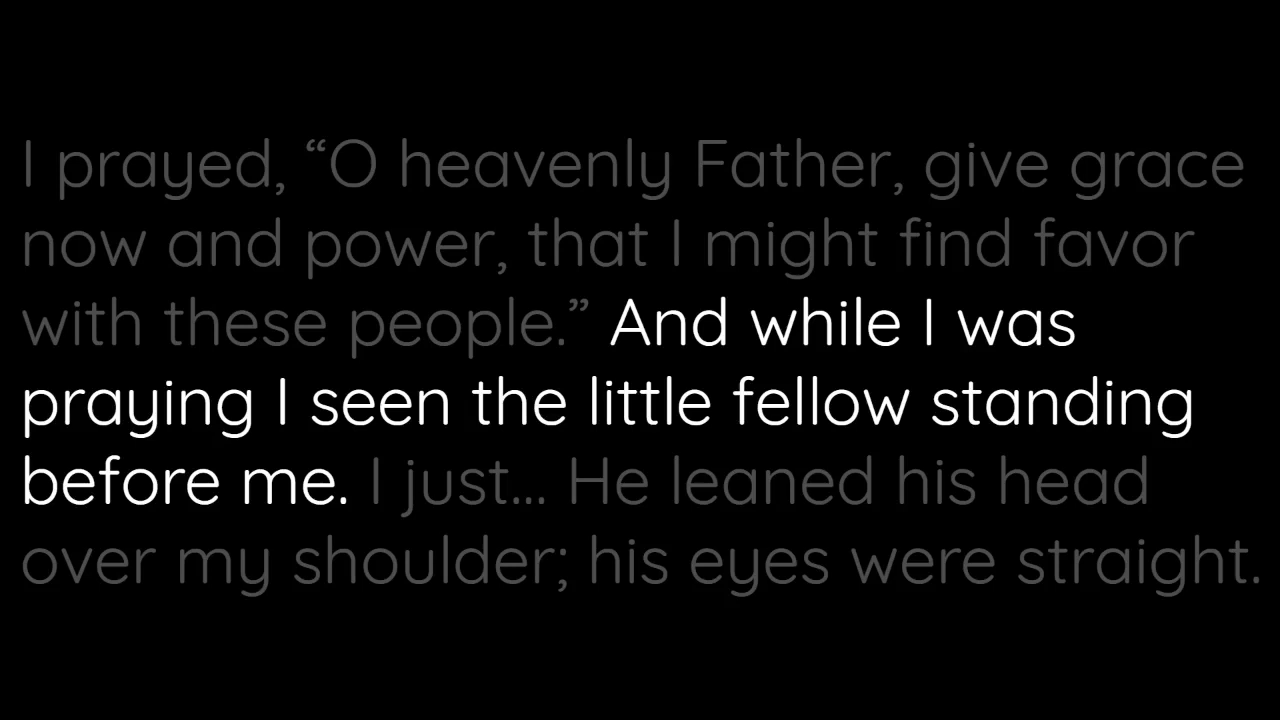 I prayed, “O heavenly Father, give grace
now and power, that I might find favor
with these people.” And while I was
praying I seen the little fellow standing
before me. I just... He leaned his head
over my shoulder; his eyes were straight.